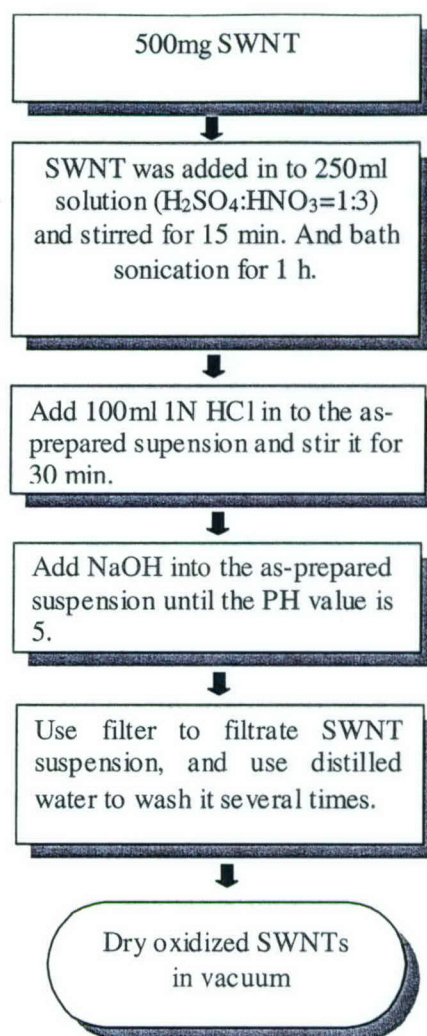 500mg SWNT
SWNT was added in to 250ml
solution (H₂SO₄:HNO₃=1:3)
and stirred for 15 min. And bath
sonication for 1 h.
Add 100ml 1N HCl in to the as-
prepared supension and stir it for
30 min.
Add NaOH into the as-prepared
suspension until the PH value is
5.
Use filter to filtrate SWNT
suspension, and use distilled
water to wash it several times.
Dry oxidized SWNTs
in vacuum